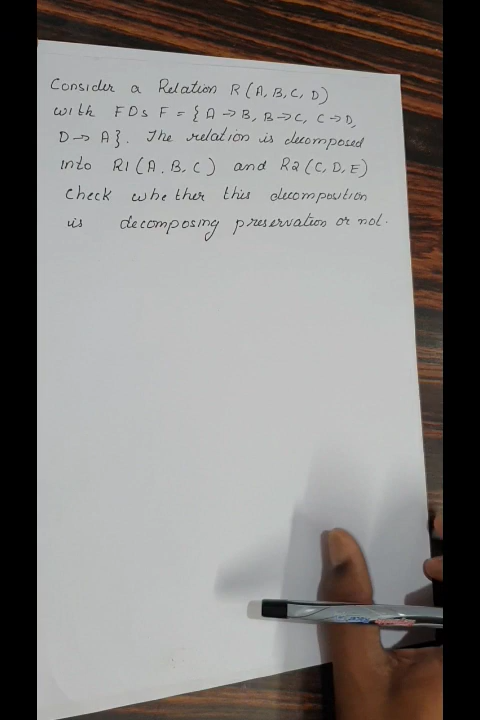 Consider a Relation R(A, B, C, D)
with FDs F = { A → B, B → C, C → D,
D → A}. The relation is decomposed
into R1 (A, B, C) and R2 (C, D, E)
Check whether this decomposition
is decomposing preservation or not.